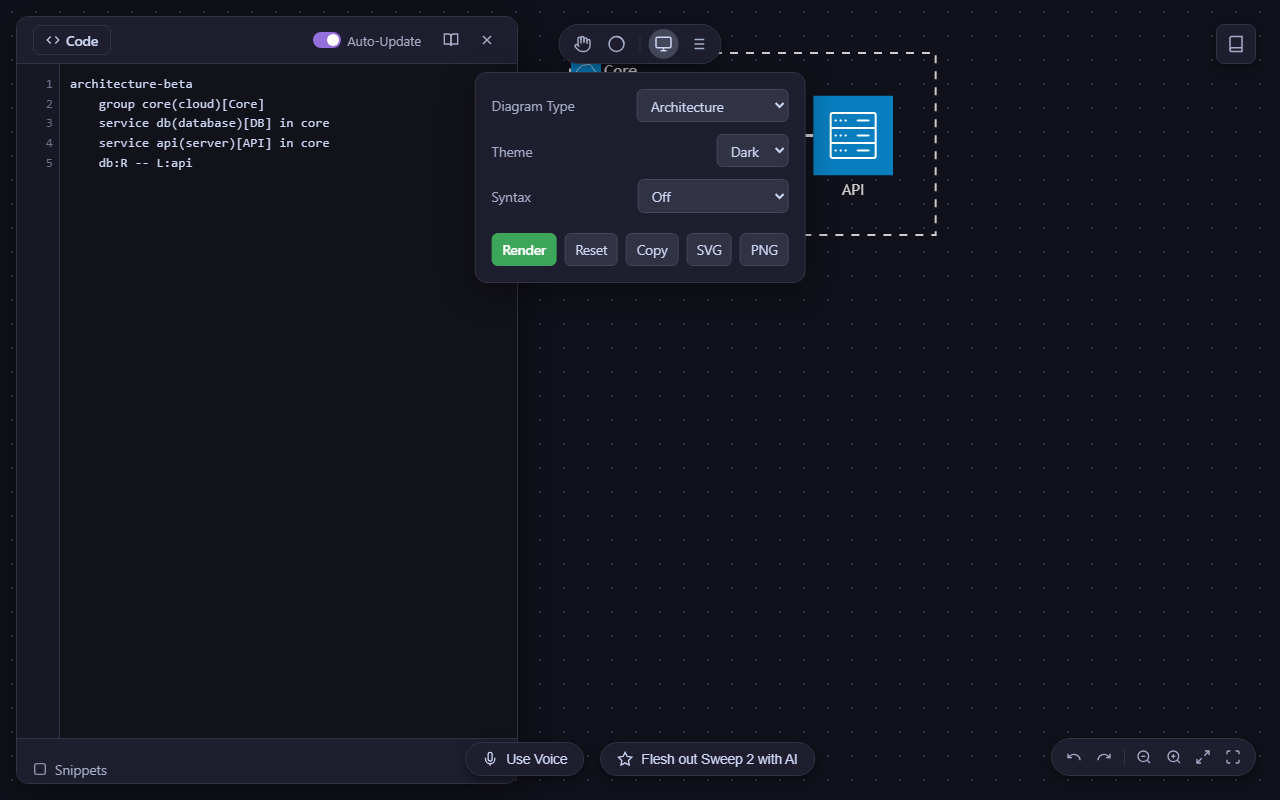 Code
Auto-Update
1 architecture-beta
2 group core(cloud)[Core]
3 service db(database)[DB] in core
4 service api(server)[API] in core
5 db:R -- L:api
Snippets
Core
Diagram Type
Architecture
Theme
Dark
Syntax
Off
Render
Reset
Copy
SVG
PNG
API
Use Voice
Flesh out Sweep 2 with AI